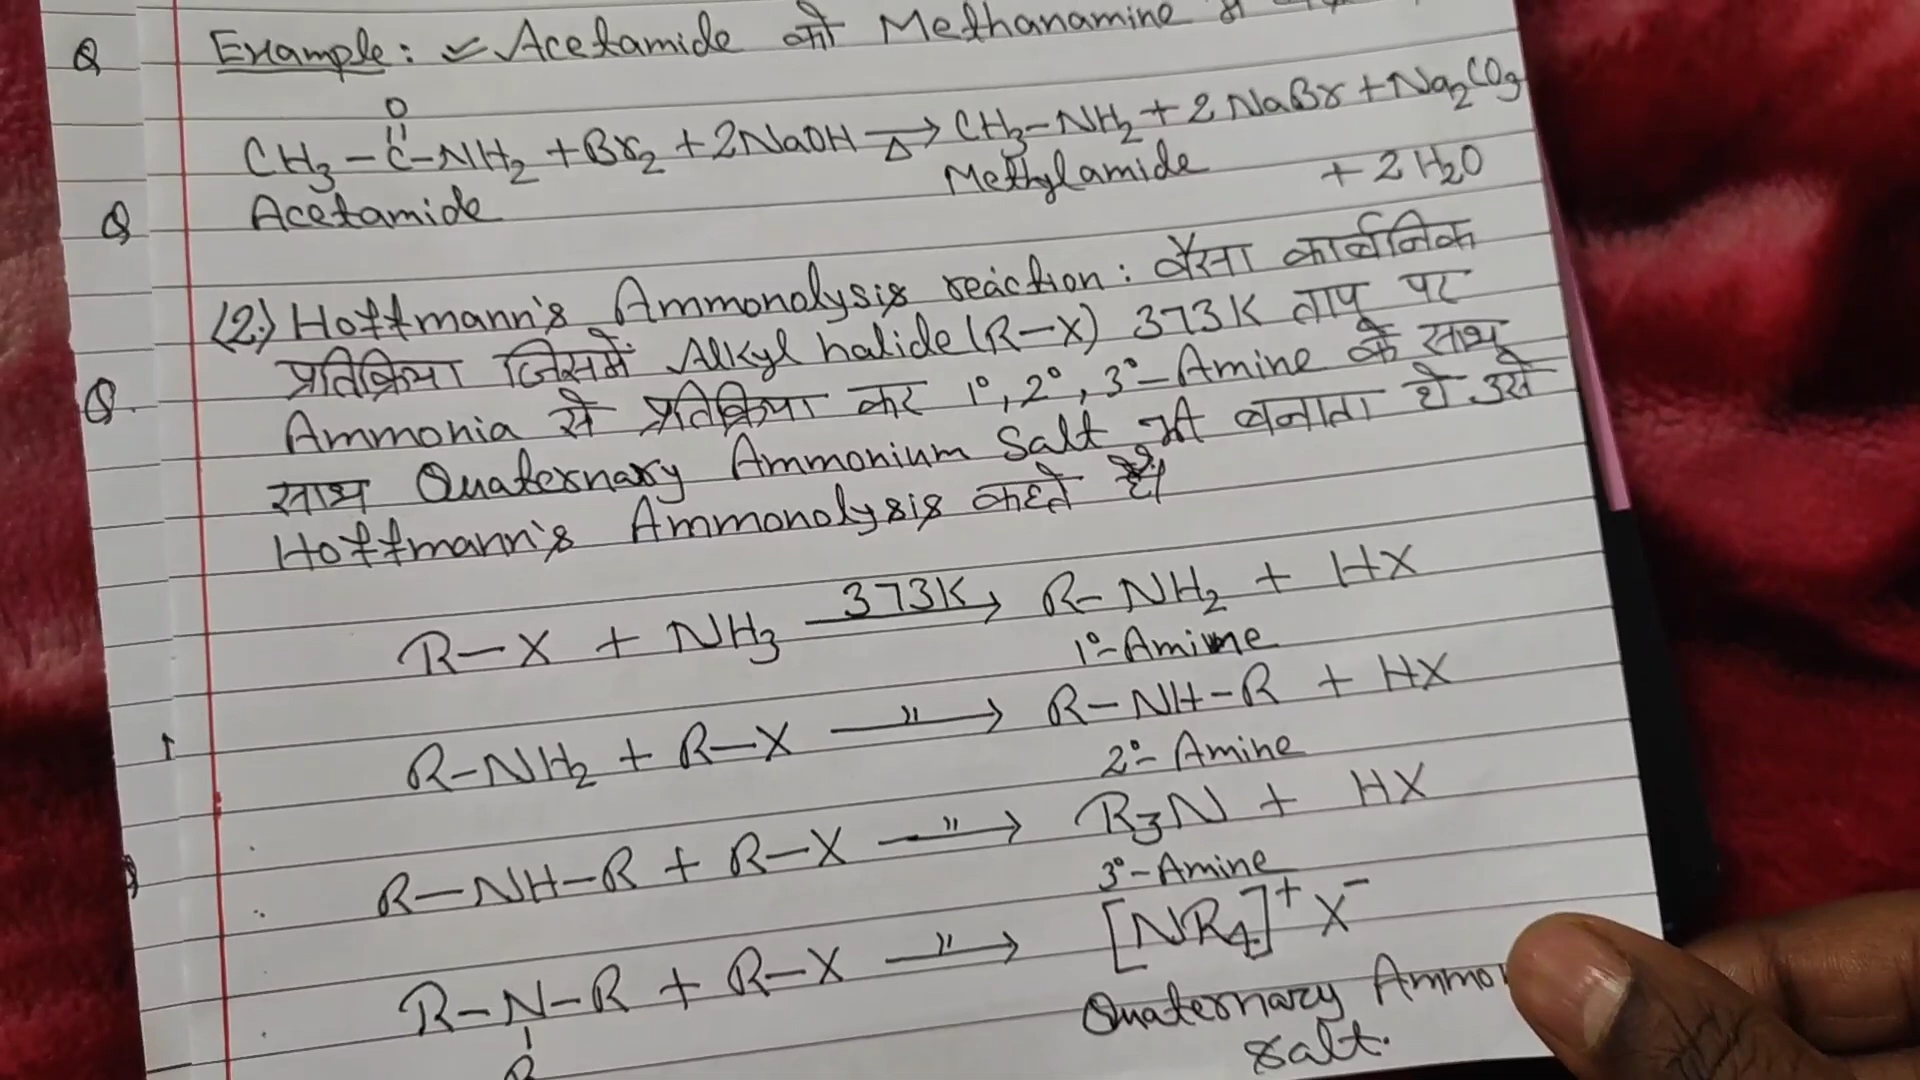 Q Example: Acetamide को Methanamine में
O
||
CH3 – C – NH2 + Br2 + 2NaOH →Δ CH3 – NH2 + 2NaBr + Na2CO3
Acetamide Methylamide + 2H2O
Q
(2.) Hoffmann's Ammonolysis reaction: वैसा कार्बनिक
प्रतिक्रिया जिसमें Alkyl halide (R–X) 373K ताप पर
Q. Ammonia से प्रतिक्रिया कर 1°, 2°, 3°– Amine के साथ
साथ Quaternary Ammonium Salt भी बनाता है उसे
Hoffmann's Ammonolysis कहते हैं।
R–X + NH3 373K→ R–NH2 + HX
1°–Amine
R–NH2 + R–X —"→ R–NH–R + HX
2°– Amine
R–NH–R + R–X —"→ R3N + HX
3°–Amine
R–N–R + R–X —"→ [NR4]+ X–
|
R
Quaternary
Salt.